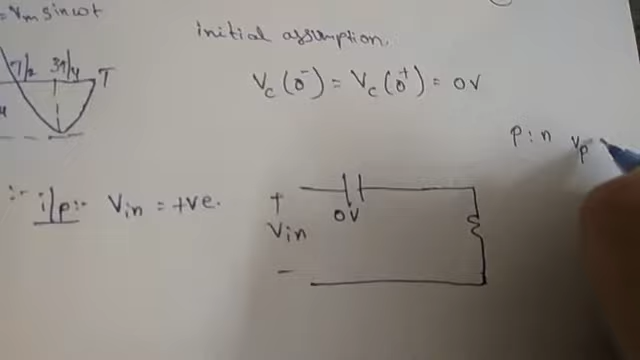 = Vm sin ωt
initial assumption.
T/2 3T/4 T
Vc (0⁻) = Vc (0⁺) = 0V
p : n Vp
:- i/p :- Vin = +ve.
+
0V
Vin
-